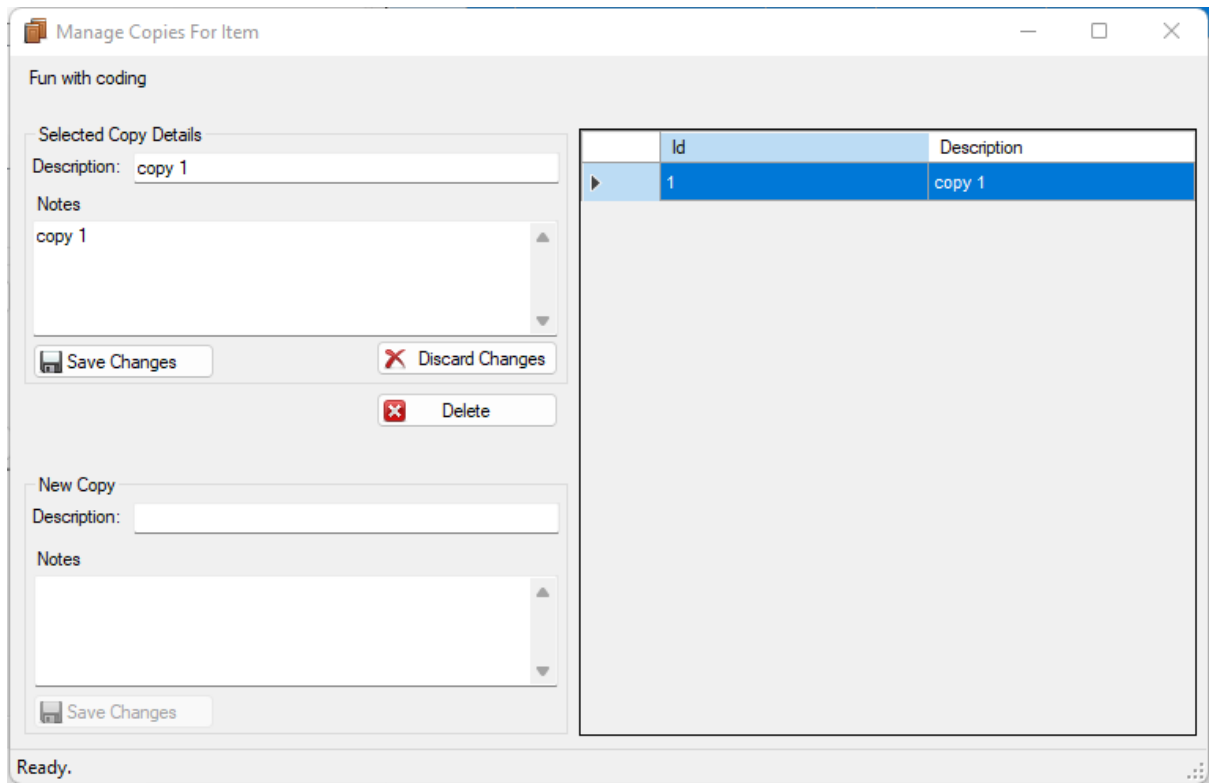 Manage Copies For Item
Fun with coding
Selected Copy Details
Description: copy 1
Notes
copy 1
Save Changes
Discard Changes
Delete
New Copy
Description:
Notes
Save Changes
Id Description
1 copy 1
Ready.